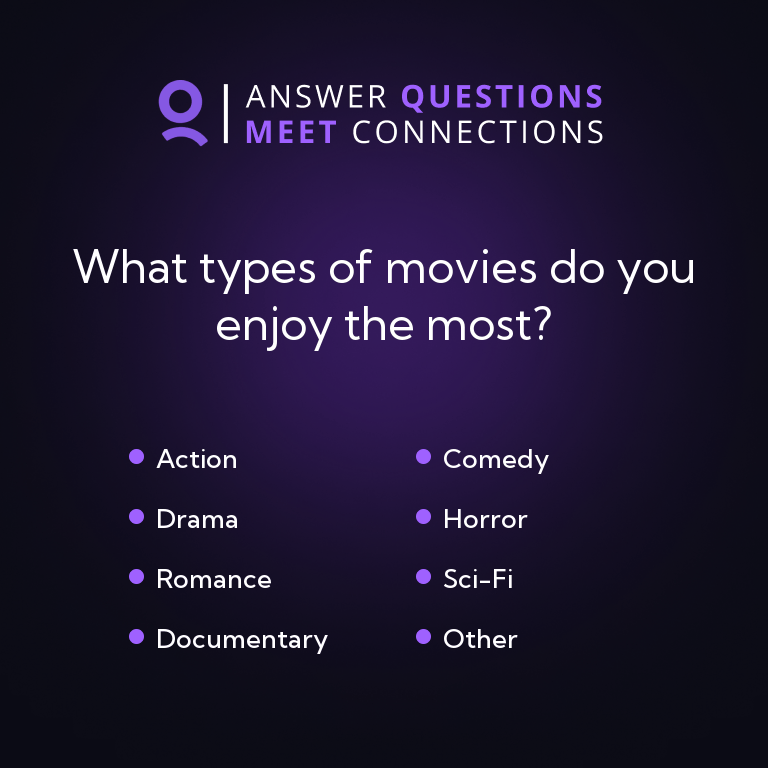 ANSWER QUESTIONS
MEET CONNECTIONS
What types of movies do you
enjoy the most?
Action
Drama
Romance
Documentary
Comedy
Horror
Sci-Fi
Other